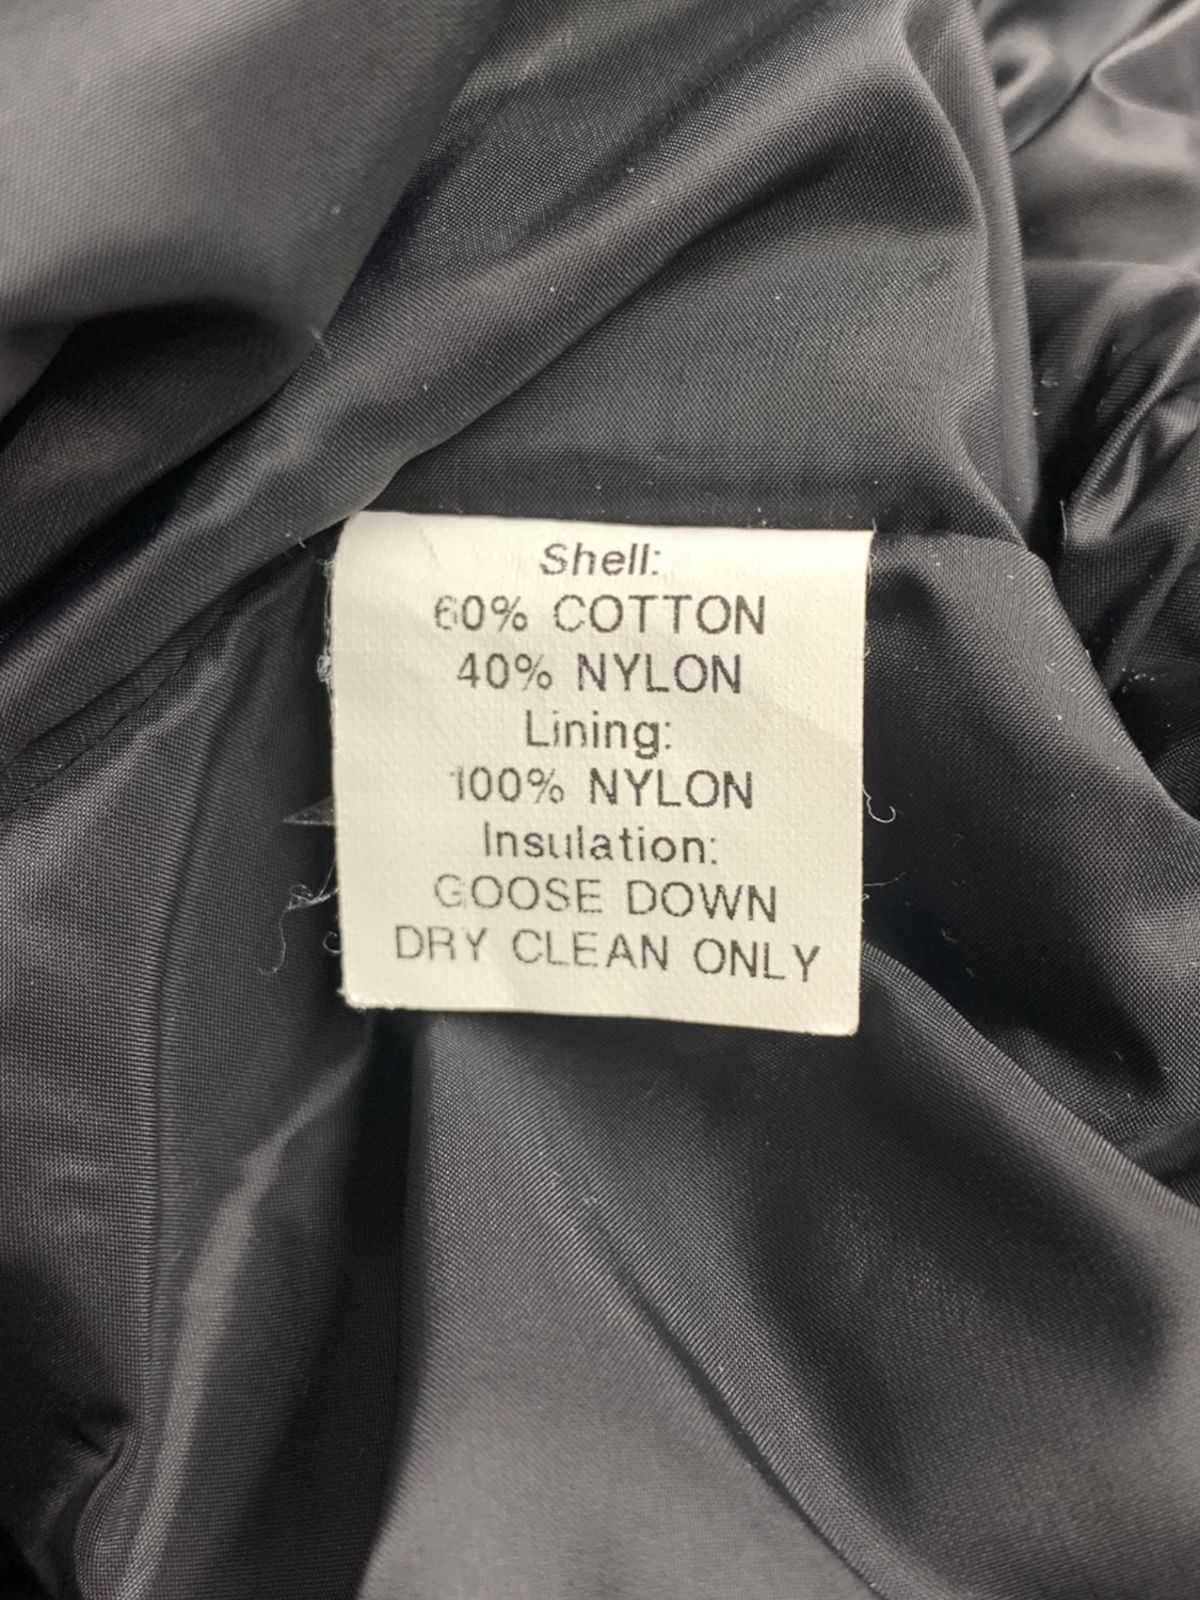 Shell:
60% COTTON
40% NYLON
Lining:
100% NYLON
Insulation:
GOOSE DOWN
DRY CLEAN ONLY